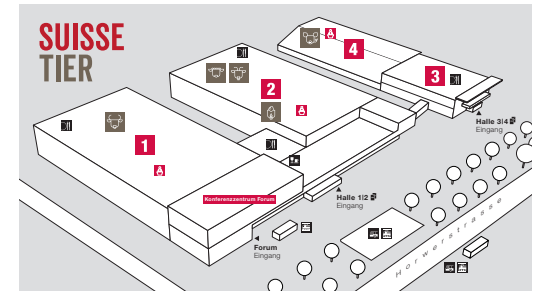 SUISSE
TIER
4
3
2
1
Halle 3|4
Eingang
Konferenzzentrum Forum
Halle 1|2
Eingang
Forum
Eingang
Horwerstrasse